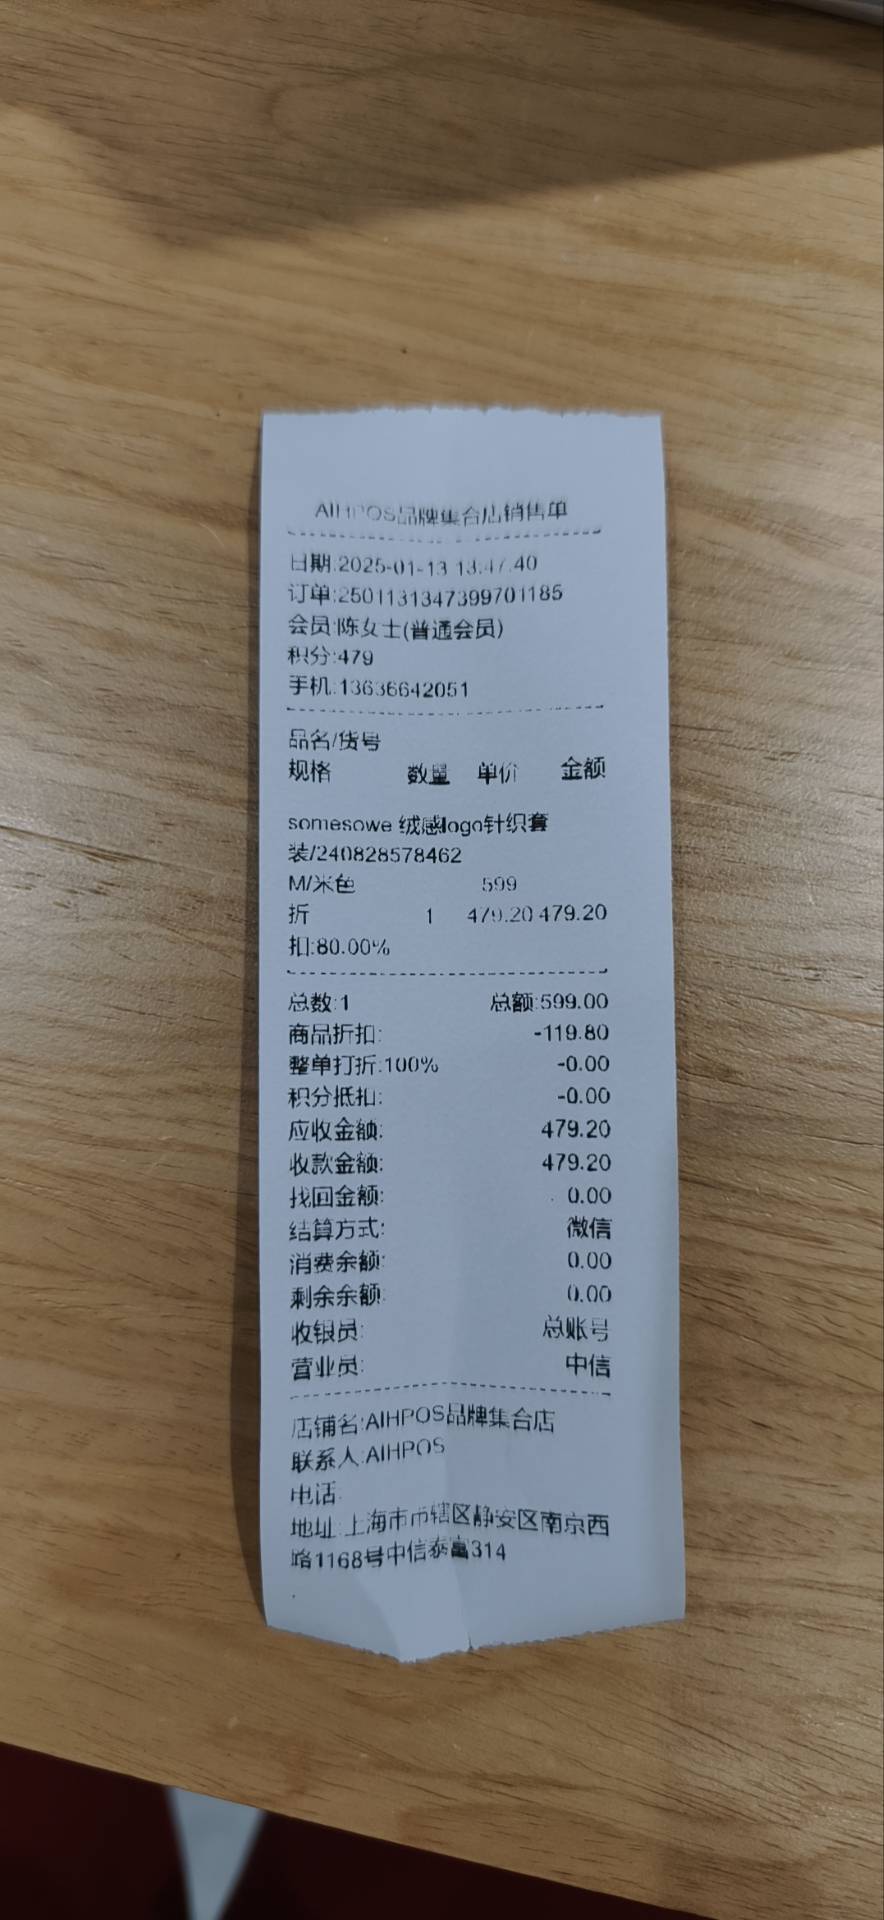 AIHPOS品牌集合店销售单
日期:2025-01-13 13:47:40
订单:2501131347399701185
会员:陈女士(普通会员)
积分:479
手机:13636642051
品名/货号
规格 数量 单价 金额
somesowe 绒感logo针织套
装/240828578462
M/米色 599
折 1 479.20 479.20
扣:80.00%
总数:1 总额:599.00
商品折扣: -119.80
整单打折:100% -0.00
积分抵扣: -0.00
应收金额: 479.20
收款金额: 479.20
找回金额: 0.00
结算方式: 微信
消费余额: 0.00
剩余余额: 0.00
收银员: 总账号
营业员: 中信
店铺名:AIHPOS品牌集合店
联系人:AIHPOS
电话:
地址:上海市市辖区静安区南京西
路1168号中信泰富314